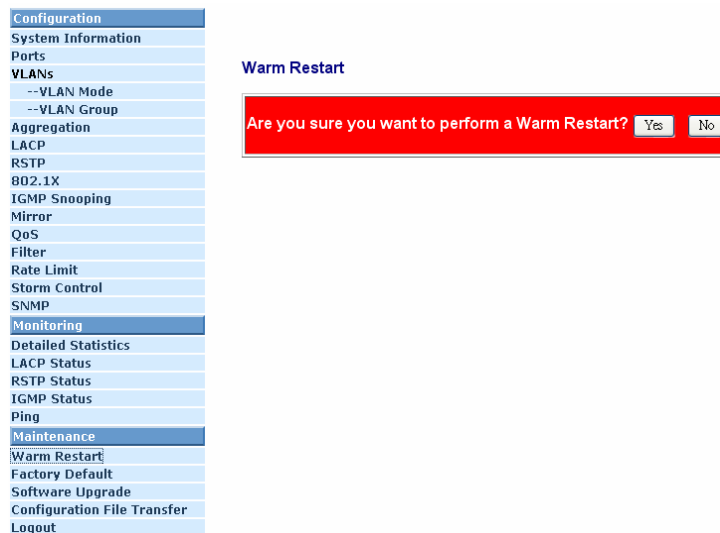 Configuration
System Information
Ports
VLANs
--VLAN Mode
--VLAN Group
Aggregation
LACP
RSTP
802.1X
IGMP Snooping
Mirror
QoS
Filter
Rate Limit
Storm Control
SNMP
Monitoring
Detailed Statistics
LACP Status
RSTP Status
IGMP Status
Ping
Maintenance
Warm Restart
Factory Default
Software Upgrade
Configuration File Transfer
Logout
Warm Restart
Are you sure you want to perform a Warm Restart? Yes No